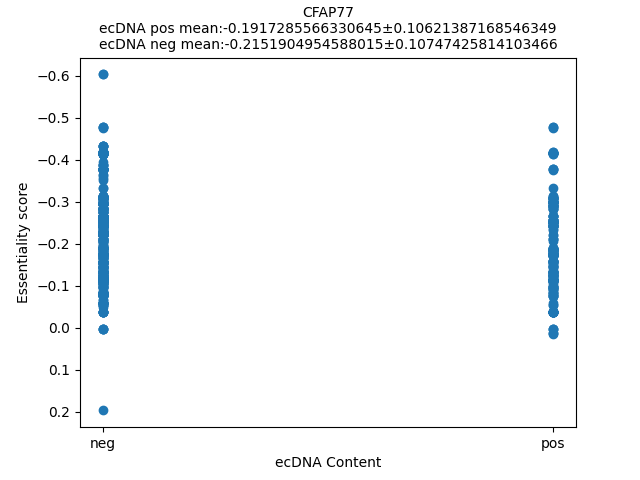 CFAP77
ecDNA pos mean:-0.1917285566330645±0.10621387168546349
ecDNA neg mean:-0.2151904954588015±0.10747425814103466
−0.6
−0.5
−0.4
−0.3
−0.2
−0.1
0.0
0.1
0.2
Essentiality score
neg
pos
ecDNA Content